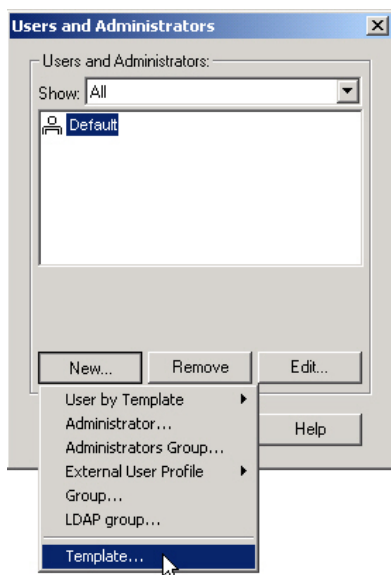 Users and Administrators
Users and Administrators:
Show: All
Default
New... Remove Edit...
User by Template
Administrator...
Administrators Group...
Help
External User Profile
Group...
LDAP group...
Template...